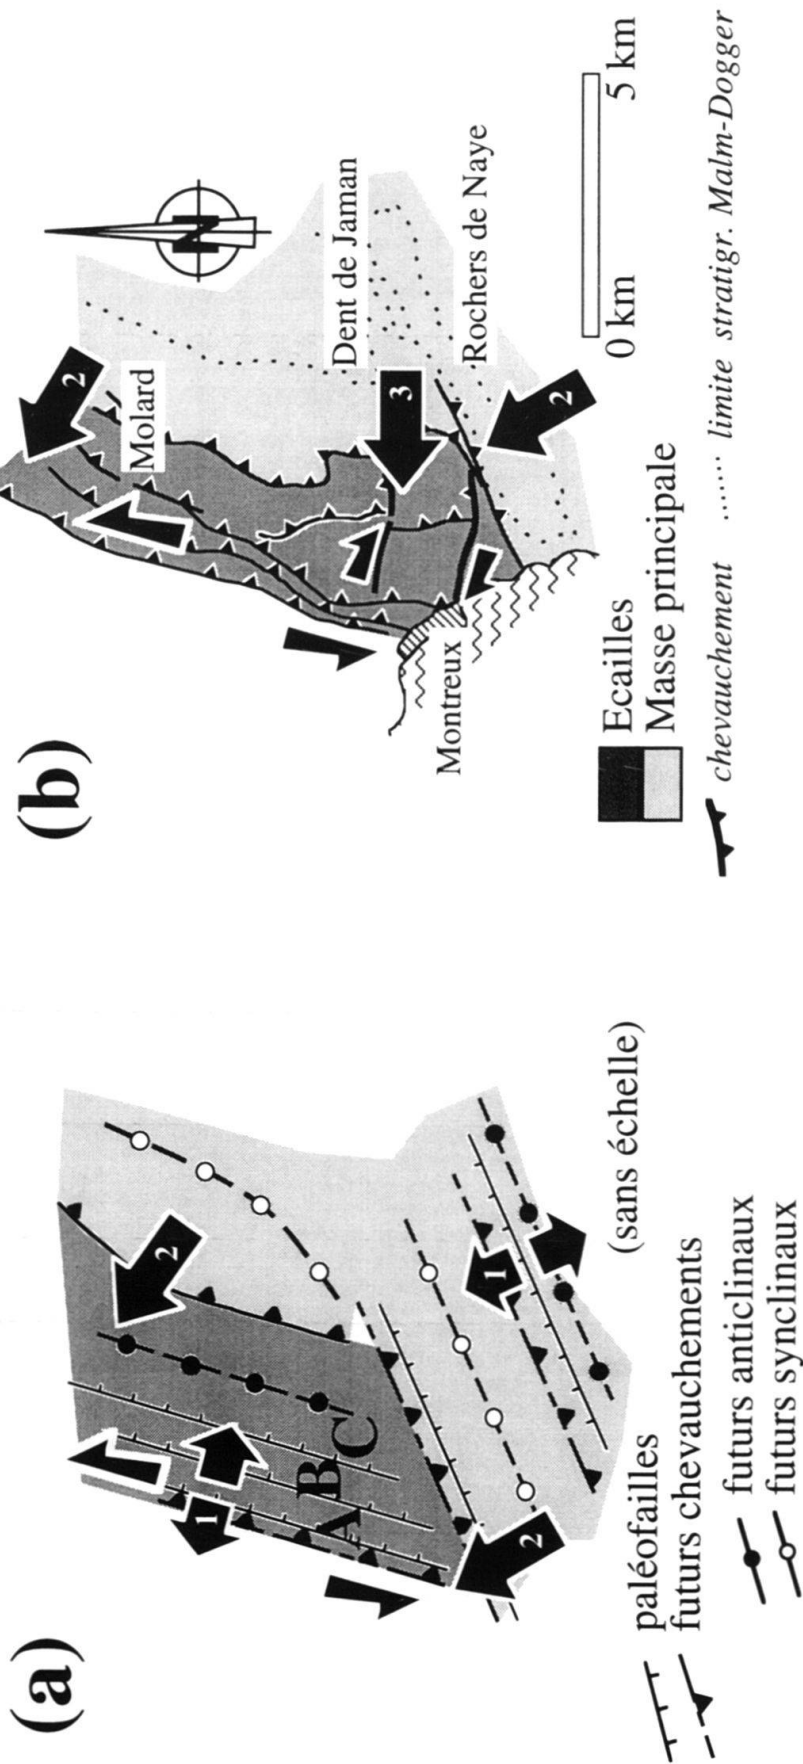 (a)
1
2
A
B
C
1
2
(sans échelle)
paléofailles
futurs chevauchements
futurs anticlinaux
futurs synclinaux
(b)
2
Molard
N
Dent de Jaman
3
Rochers de Naye
2
Montreux
0 km 5 km
Ecailles
Masse principale
chevauchement ....... limite stratigr. Malm-Dogger